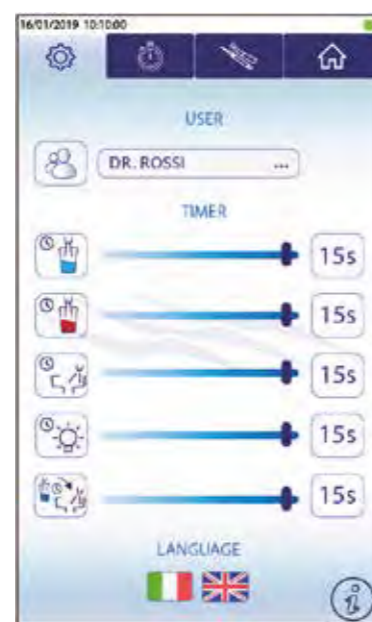 16/01/2019 10:10:00
USER
DR. ROSSI ...
TIMER
15s
15s
15s
15s
15s
LANGUAGE
i